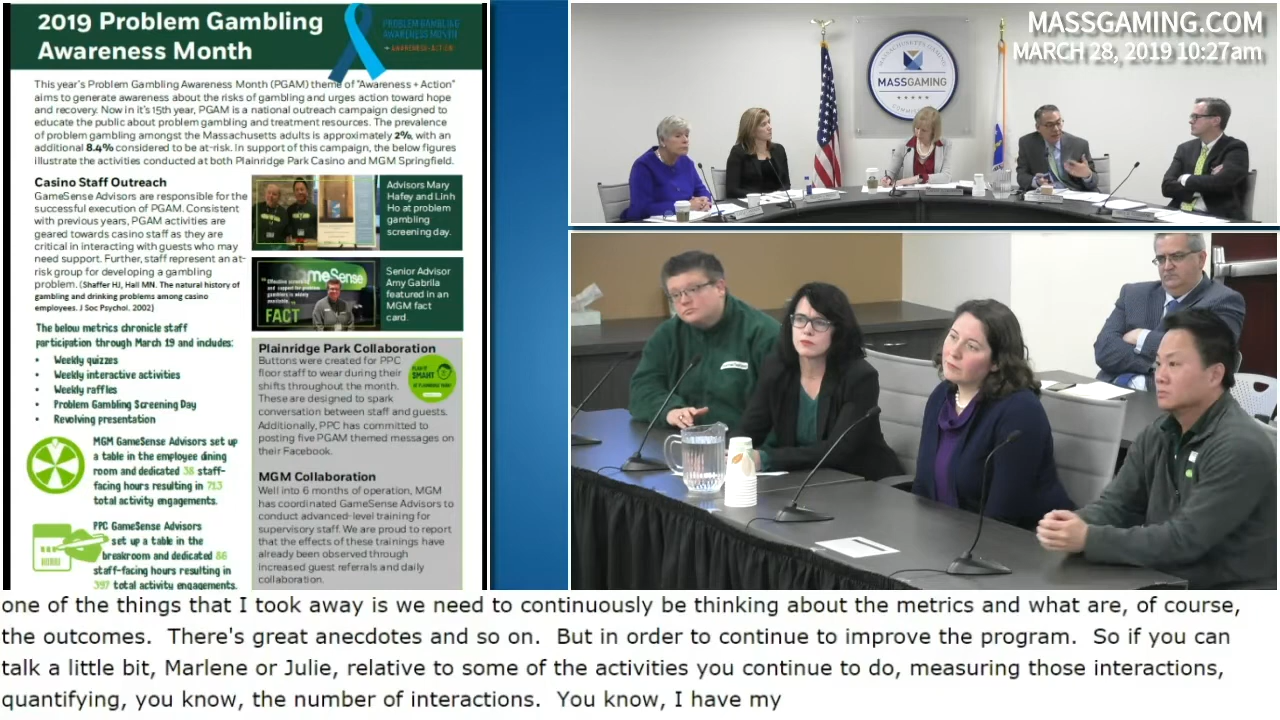 2019 Problem Gambling
Awareness Month
PROBLEM GAMBLING
AWARENESS MONTH
AWARENESS+ACTION
This year's Problem Gambling Awareness Month (PGAM) theme of "Awareness + Action"
aims to generate awareness about the risks of gambling and urges action toward hope
and recovery. Now in it's 15th year, PGAM is a national outreach campaign designed to
educate the public about problem gambling and treatment resources. The prevalence
of problem gambling amongst the Massachusetts adults is approximately 2%, with an
additional 8.4% considered to be at-risk. In support of this campaign, the below figures
illustrate the activities conducted at both Plainridge Park Casino and MGM Springfield.
Casino Staff Outreach
GameSense Advisors are responsible for the
successful execution of PGAM. Consistent
with previous years, PGAM activities are
geared towards casino staff as they are
critical in interacting with guests who may
need support. Further, staff represent an at-
risk group for developing a gambling
problem. (Shaffer HJ, Hall MN. The natural history of
gambling and drinking problems among casino
employees. J Soc Psychol. 2002)
The below metrics chronicle staff
participation through March 19 and includes:
• Weekly quizzes
• Weekly interactive activities
• Weekly raffles
• Problem Gambling Screening Day
• Revolving presentation
MGM GameSense Advisors set up
a table in the employee dining
room and dedicated 38 staff-
facing hours resulting in 713
total activity engagements.
PPC GameSense Advisors
set up a table in the
breakroom and dedicated 86
staff-facing hours resulting in
397 total activity engagements.
Advisors Mary
Hafey and Linh
Ho at problem
gambling
screening day.
GameSense
FACT
Senior Advisor
Amy Gabrila
featured in an
MGM fact
card.
Plainridge Park Collaboration
Buttons were created for PPC
floor staff to wear during their
shifts throughout the month.
These are designed to spark
conversation between staff and guests.
Additionally, PPC has committed to
posting five PGAM themed messages on
their Facebook.
PLAY IT
SMART
MGM Collaboration
Well into 6 months of operation, MGM
has coordinated GameSense Advisors to
conduct advanced-level training for
supervisory staff. We are proud to report
that the effects of these trainings have
already been observed through
increased guest referrals and daily
collaboration.
MASSGAMING.COM
MARCH 28, 2019 10:27am
MASSACHUSETTS GAMING
MASSGAMING
one of the things that I took away is we need to continuously be thinking about the metrics and what are, of course,
the outcomes.  There's great anecdotes and so on.  But in order to continue to improve the program.  So if you can
talk a little bit, Marlene or Julie, relative to some of the activities you continue to do, measuring those interactions,
quantifying, you know, the number of interactions.  You know, I have my